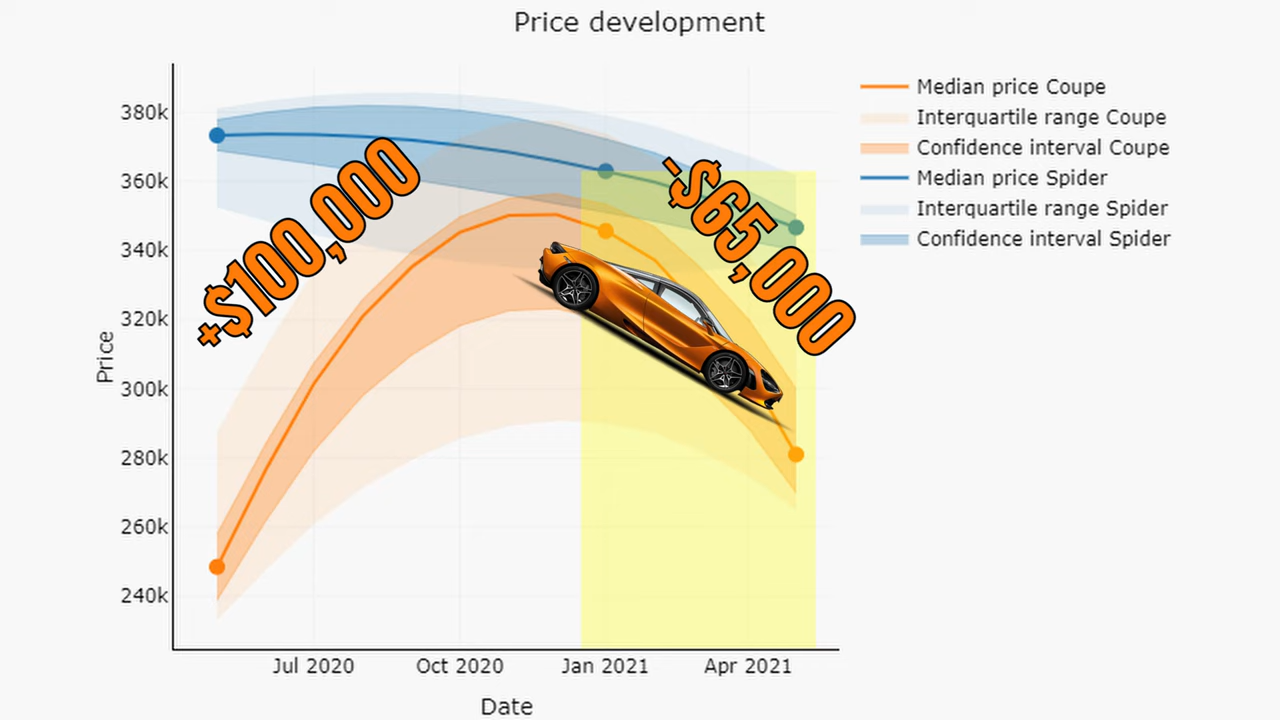 Price development
380k
360k
340k
320k
300k
280k
260k
240k
Price
Jul 2020
Oct 2020
Jan 2021
Apr 2021
Date
+$100,000
-$65,000
Median price Coupe
Interquartile range Coupe
Confidence interval Coupe
Median price Spider
Interquartile range Spider
Confidence interval Spider